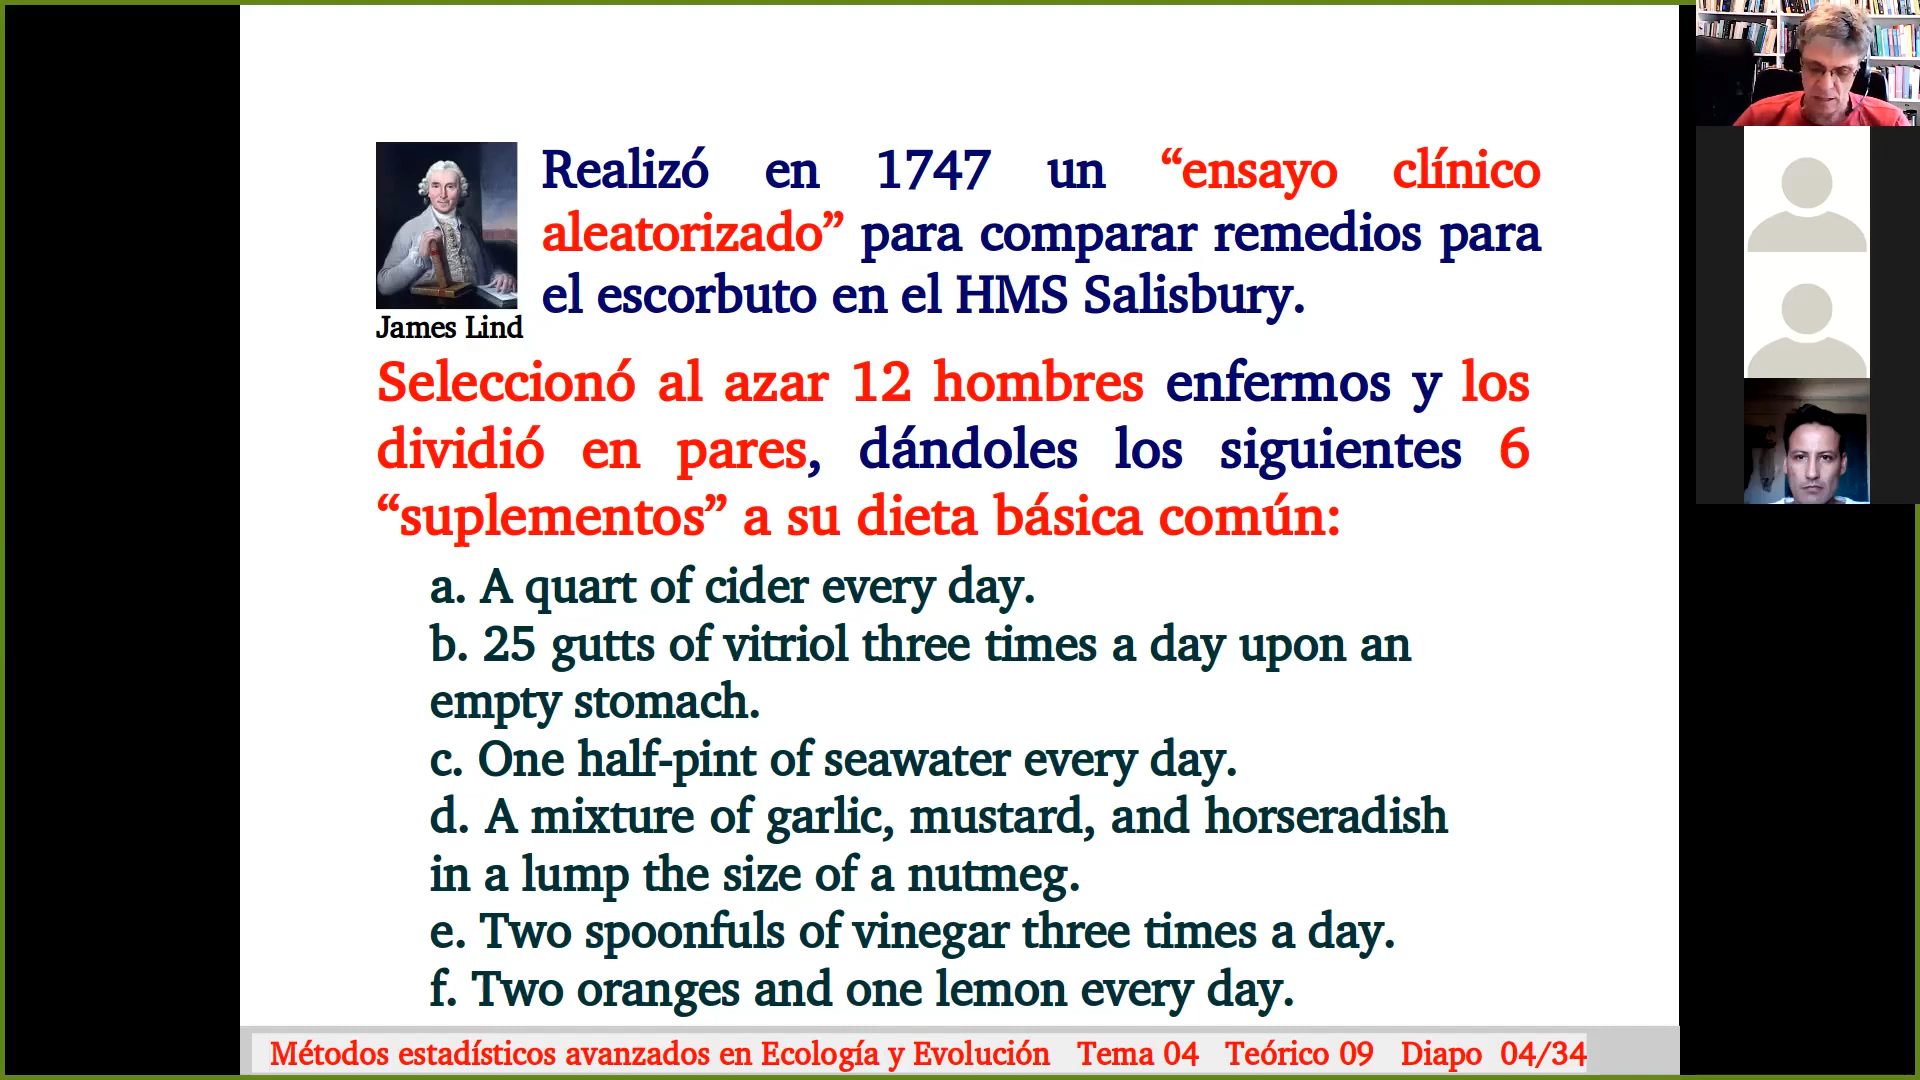 Realizó en 1747 un “ensayo clínico
aleatorizado” para comparar remedios para
el escorbuto en el HMS Salisbury.
James Lind
Seleccionó al azar 12 hombres enfermos y los
dividió en pares, dándoles los siguientes 6
“suplementos” a su dieta básica común:
a. A quart of cider every day.
b. 25 gutts of vitriol three times a day upon an
empty stomach.
c. One half-pint of seawater every day.
d. A mixture of garlic, mustard, and horseradish
in a lump the size of a nutmeg.
e. Two spoonfuls of vinegar three times a day.
f. Two oranges and one lemon every day.
Métodos estadísticos avanzados en Ecología y Evolución Tema 04 Teórico 09 Diapo 04/34